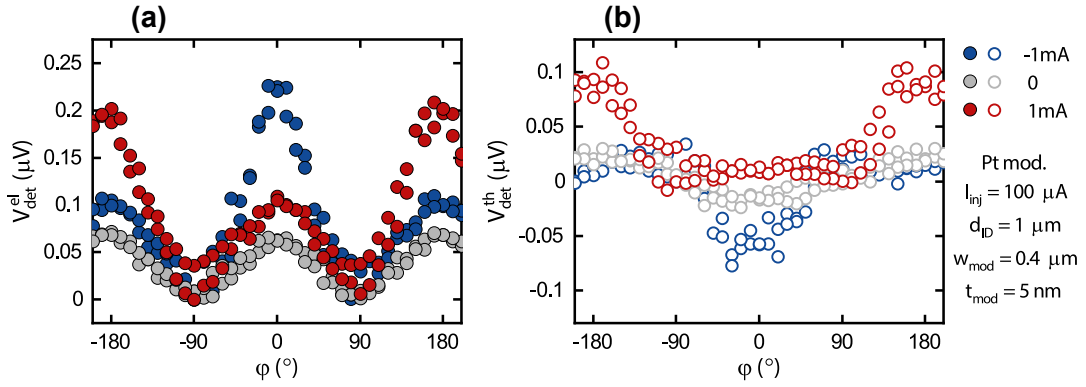 (a)
(b)
0.25
0.2
0.15
0.1
0.05
0
V_det^el (μV)
-180 -90 0 90 180
φ (°)
0.1
0.05
0
-0.05
-0.1
V_det^th (μV)
-180 -90 0 90 180
φ (°)
-1mA
0
1mA
Pt mod.
I_inj = 100 μA
d_ID = 1 μm
w_mod = 0.4 μm
t_mod = 5 nm